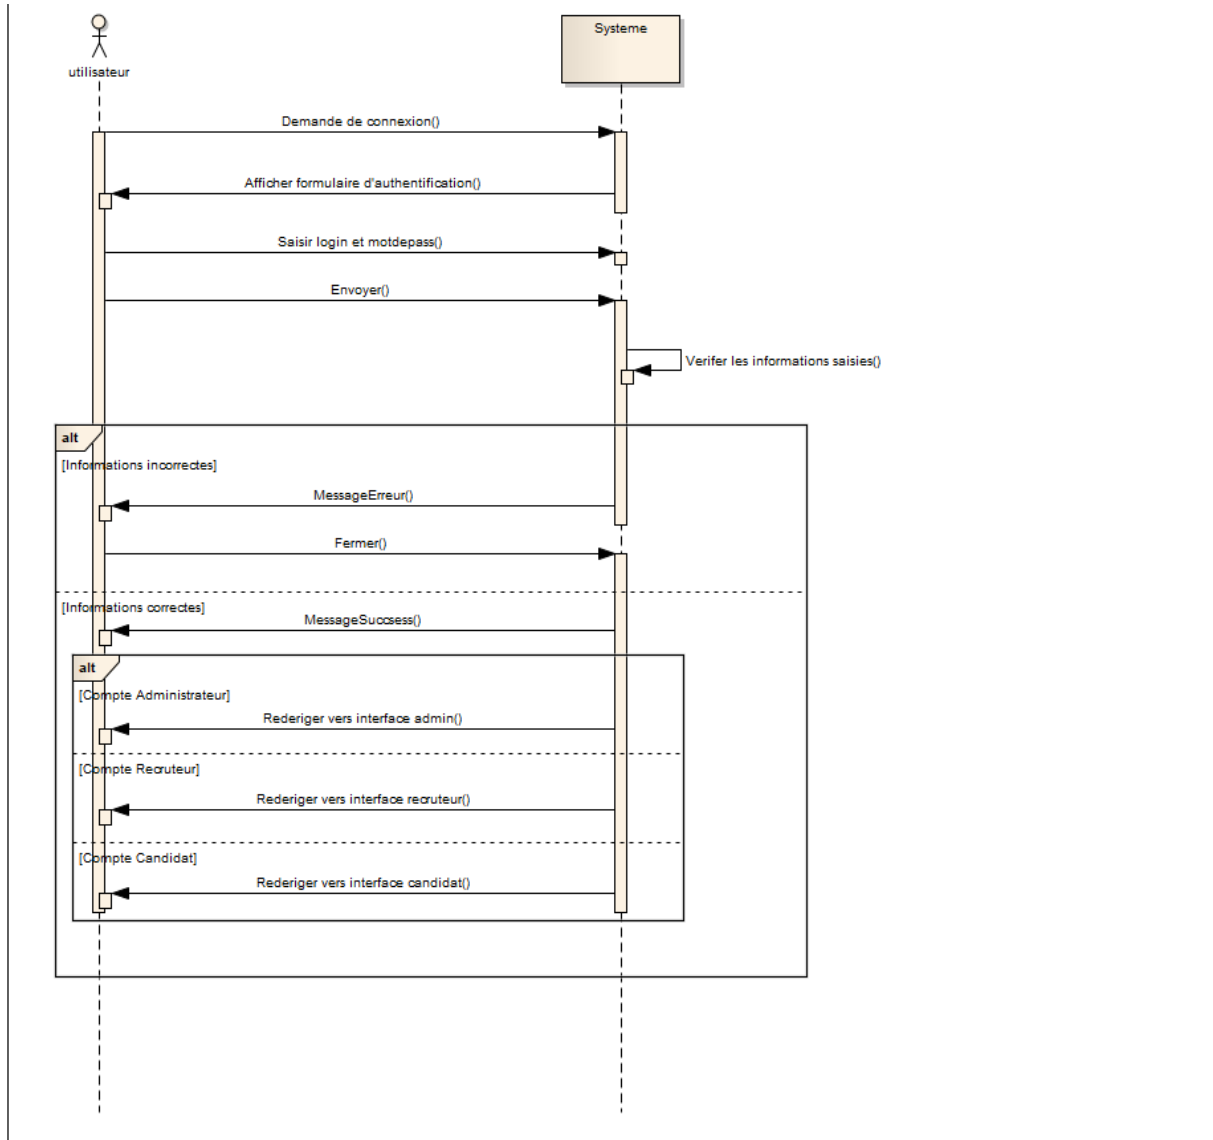 utilisateur
Systeme
Demande de connexion()
Afficher formulaire d'authentification()
Saisir login et motdepass()
Envoyer()
Verifer les informations saisies()
alt
[Informations incorrectes]
MessageErreur()
Fermer()
[Informations correctes]
MessageSuccsess()
alt
[Compte Administrateur]
Rederiger vers interface admin()
[Compte Recruteur]
Rederiger vers interface recruteur()
[Compte Candidat]
Rederiger vers interface candidat()